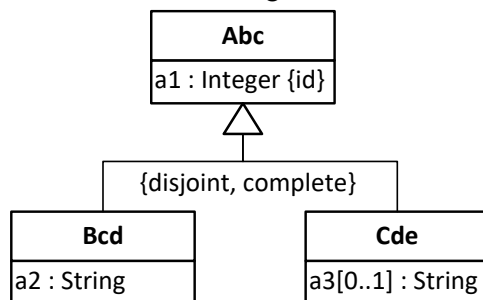 Abc
a1 : Integer {id}
{disjoint, complete}
Bcd
a2 : String
Cde
a3[0..1] : String